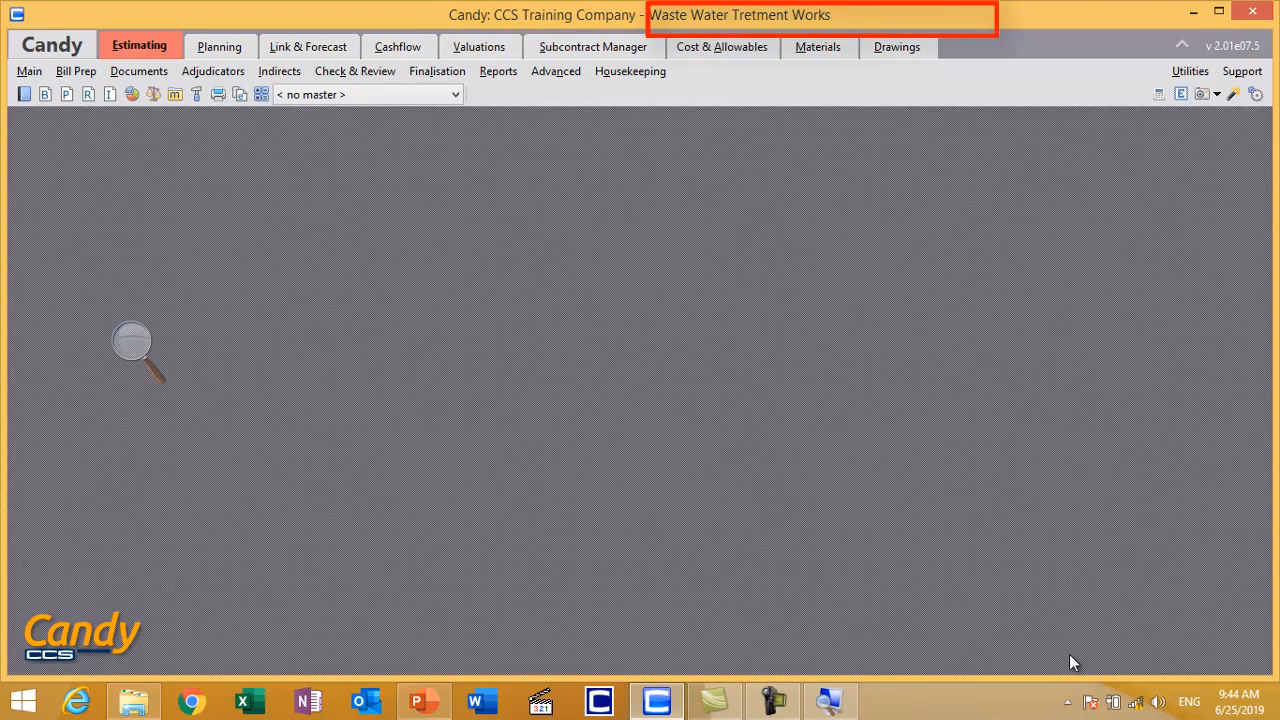 Candy: CCS Training Company - Waste Water Tretment Works
Candy Estimating Planning Link & Forecast Cashflow Valuations Subcontract Manager Cost & Allowables Materials Drawings v 2.01e07.5
Main Bill Prep Documents Adjudicators Indirects Check & Review Finalisation Reports Advanced Housekeeping Utilities Support
B P R I m < no master > E
Candy
CCS
321 ENG 9:44 AM
6/25/2019